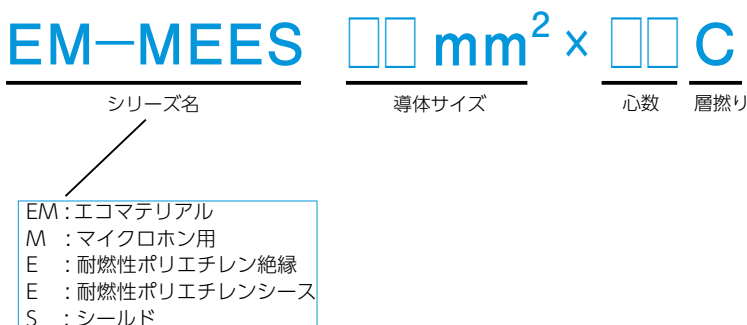 EM−MEES □□ mm² × □□ C
シリーズ名 導体サイズ 心数 層撚り
EM : エコマテリアル
M : マイクロホン用
E : 耐燃性ポリエチレン絶縁
E : 耐燃性ポリエチレンシース
S : シールド